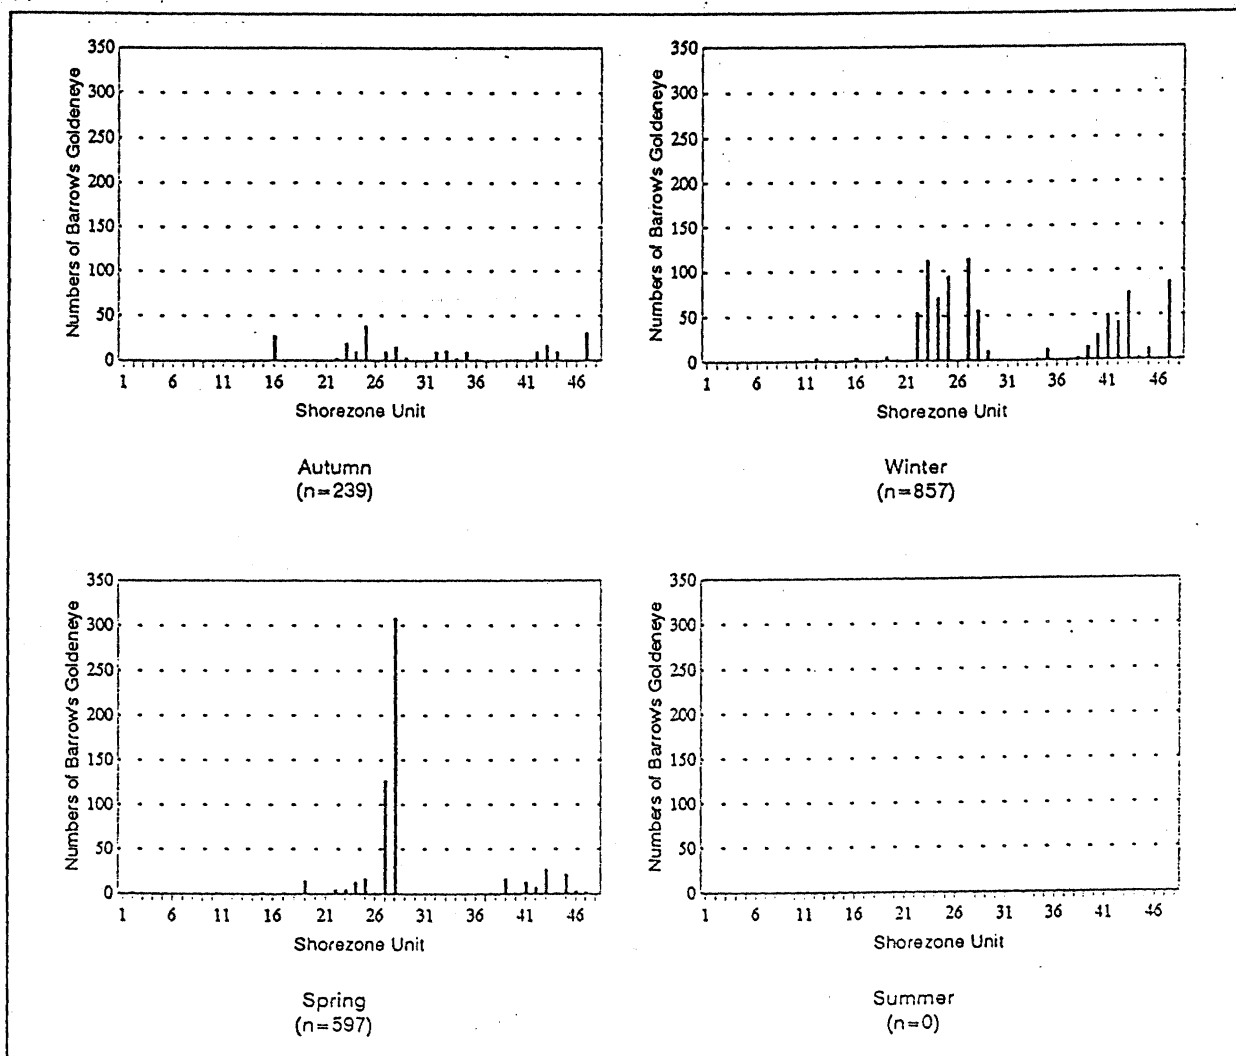 Numbers of Barrow's Goldeneye
350
300
250
200
150
100
50
0
1 6 11 16 21 26 31 36 41 46
Shorezone Unit
Autumn
(n=239)
Numbers of Barrow's Goldeneye
350
300
250
200
150
100
50
0
1 6 11 16 21 26 31 36 41 46
Shorezone Unit
Winter
(n=857)
Numbers of Barrow's Goldeneye
350
300
250
200
150
100
50
0
1 6 11 16 21 26 31 36 41 46
Shorezone Unit
Spring
(n=597)
Numbers of Barrow's Goldeneye
350
300
250
200
150
100
50
0
1 6 11 16 21 26 31 36 41 46
Shorezone Unit
Summer
(n=0)